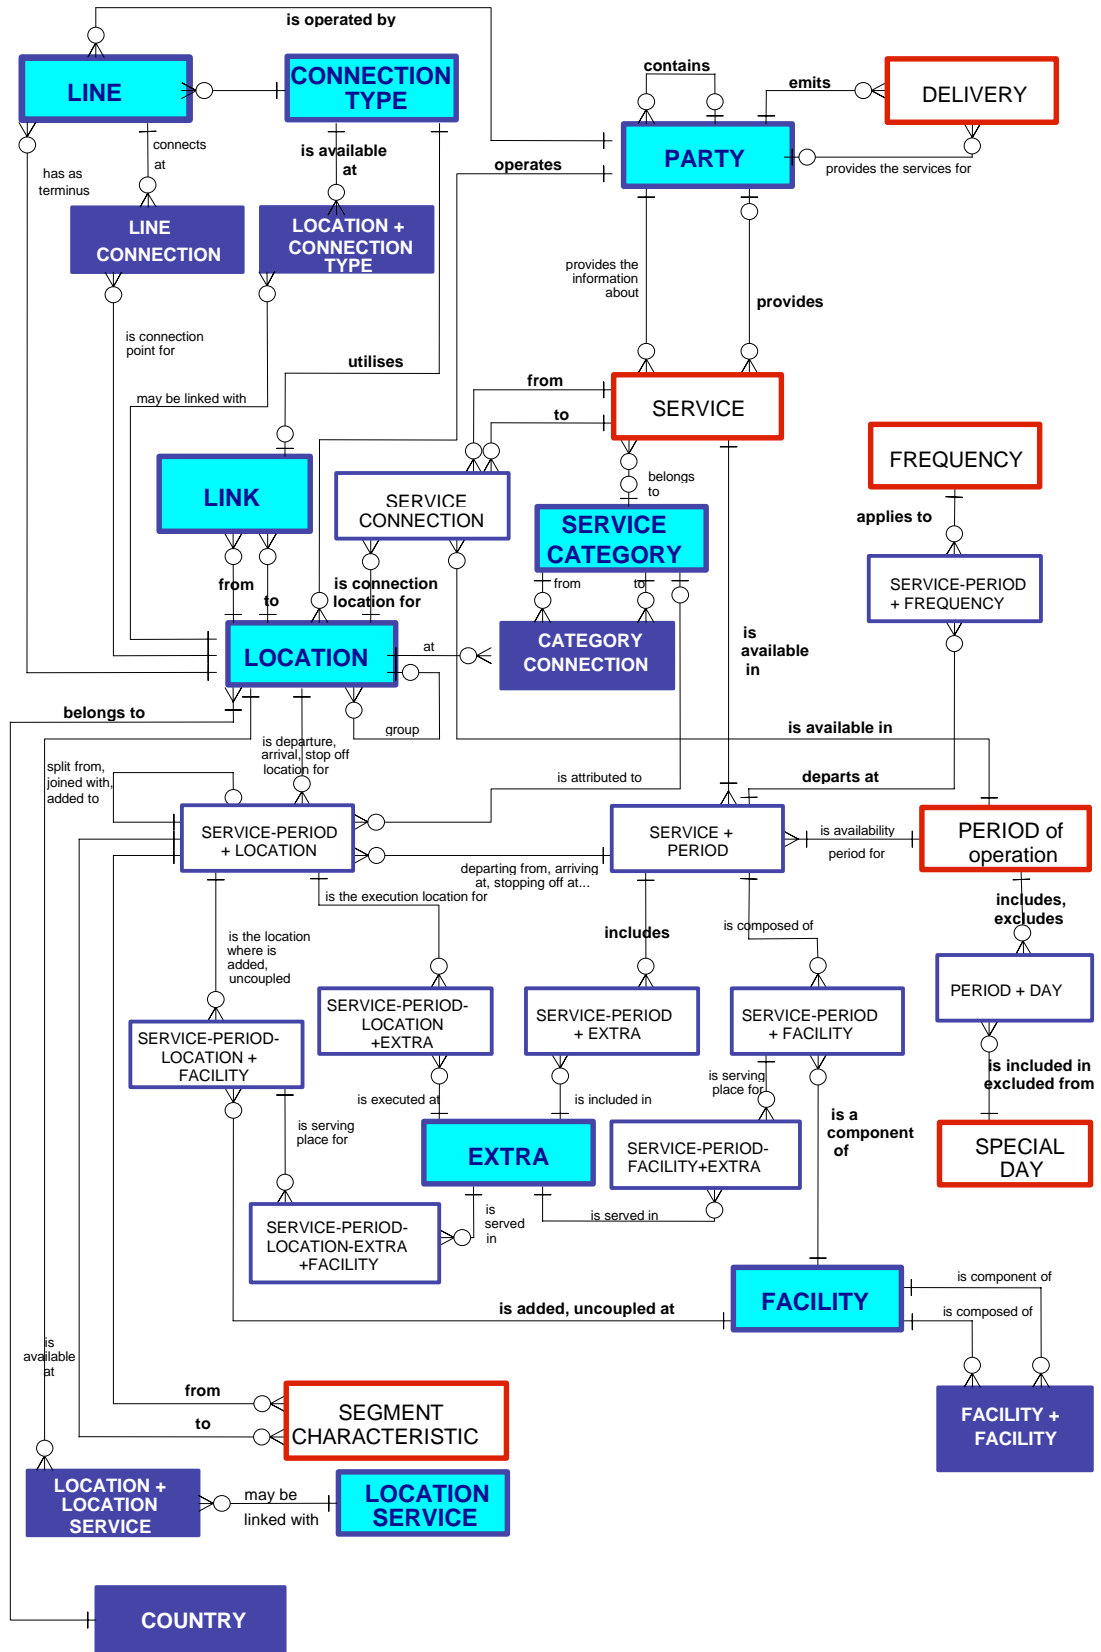 is operated by
LINE
CONNECTION
TYPE
contains
emits
DELIVERY
PARTY
connects
at
is available
at
operates
provides the services for
has as
terminus
LINE
CONNECTION
LOCATION +
CONNECTION
TYPE
provides the
information
about
provides
is connection
point for
utilises
may be linked with
from
to
SERVICE
FREQUENCY
LINK
SERVICE
CONNECTION
belongs
to
SERVICE
CATEGORY
applies to
from
to
is connection
location for
from
to
SERVICE-PERIOD
+ FREQUENCY
LOCATION
at
CATEGORY
CONNECTION
is
available
in
belongs to
group
is available in
is departure,
arrival, stop off
location for
split from,
joined with,
added to
is attributed to
departs at
SERVICE-PERIOD
+ LOCATION
SERVICE +
PERIOD
is availability
period for
PERIOD of
operation
departing from, arriving
at, stopping off at...
is the execution location for
includes,
excludes
is the location
where is
added,
uncoupled
includes
is composed of
SERVICE-PERIOD-
LOCATION
+EXTRA
SERVICE-PERIOD
+ EXTRA
SERVICE-PERIOD
+ FACILITY
PERIOD + DAY
SERVICE-PERIOD-
LOCATION +
FACILITY
is included in
excluded from
is serving
place for
is executed at
is included in
is serving
place for
EXTRA
SERVICE-PERIOD-
FACILITY+EXTRA
is a
component
of
SPECIAL
DAY
is
served
in
is served in
SERVICE-PERIOD-
LOCATION-EXTRA
+FACILITY
FACILITY
is component of
is composed of
is added, uncoupled at
is
available
at
from
to
SEGMENT
CHARACTERISTIC
FACILITY +
FACILITY
LOCATION +
LOCATION
SERVICE
may be
linked with
LOCATION
SERVICE
COUNTRY